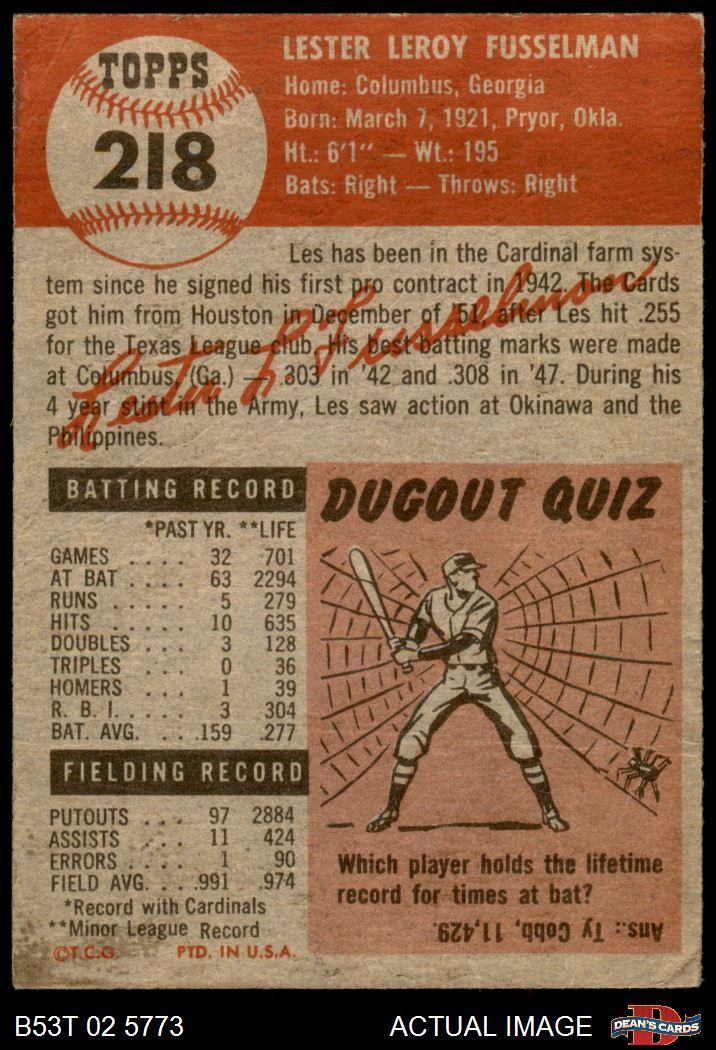 TOPPS
218
LESTER LEROY FUSSELMAN
Home: Columbus, Georgia
Born: March 7, 1921, Pryor, Okla.
Ht.: 6'1" — Wt.: 195
Bats: Right — Throws: Right
Les has been in the Cardinal farm sys-
tem since he signed his first pro contract in 1942. The Cards
got him from Houston in December of '51, after Les hit .255
for the Texas League club. His best batting marks were made
at Columbus (Ga.) — .303 in '42 and .308 in '47. During his
4 year stint in the Army, Les saw action at Okinawa and the
Philippines.
Lester L. Fusselman
BATTING RECORD
*PAST YR. **LIFE
GAMES .... 32 701
AT BAT .... 63 2294
RUNS ..... 5 279
HITS ..... 10 635
DOUBLES ... 3 128
TRIPLES ... 0 36
HOMERS ... 1 39
R. B. I. .... 3 304
BAT. AVG. .. .159 .277
FIELDING RECORD
PUTOUTS ... 97 2884
ASSISTS ... 11 424
ERRORS ... 1 90
FIELD AVG. .. .991 .974
*Record with Cardinals
**Minor League Record
©T.C.G. PTD. IN U.S.A.
DUGOUT QUIZ
Which player holds the lifetime
record for times at bat?
Ans.: Ty Cobb, 11,429.
B53T 02 5773
ACTUAL IMAGE
D
DEAN'S CARDS